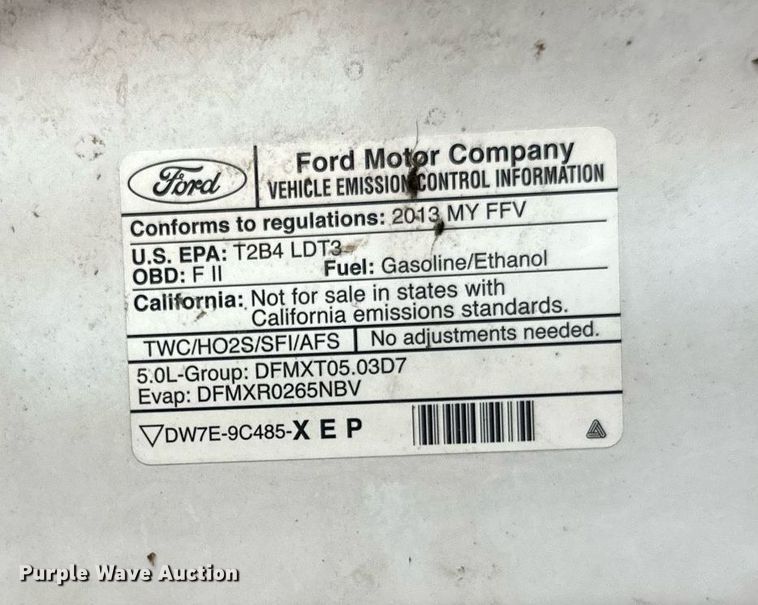 Ford
Ford Motor Company
VEHICLE EMISSION CONTROL INFORMATION
Conforms to regulations: 2013 MY FFV
U.S. EPA: T2B4 LDT3
OBD: F II Fuel: Gasoline/Ethanol
California: Not for sale in states with
California emissions standards.
TWC/HO2S/SFI/AFS No adjustments needed.
5.0L-Group: DFMXT05.03D7
Evap: DFMXR0265NBV
DW7E-9C485-X E P
Purple Wave Auction